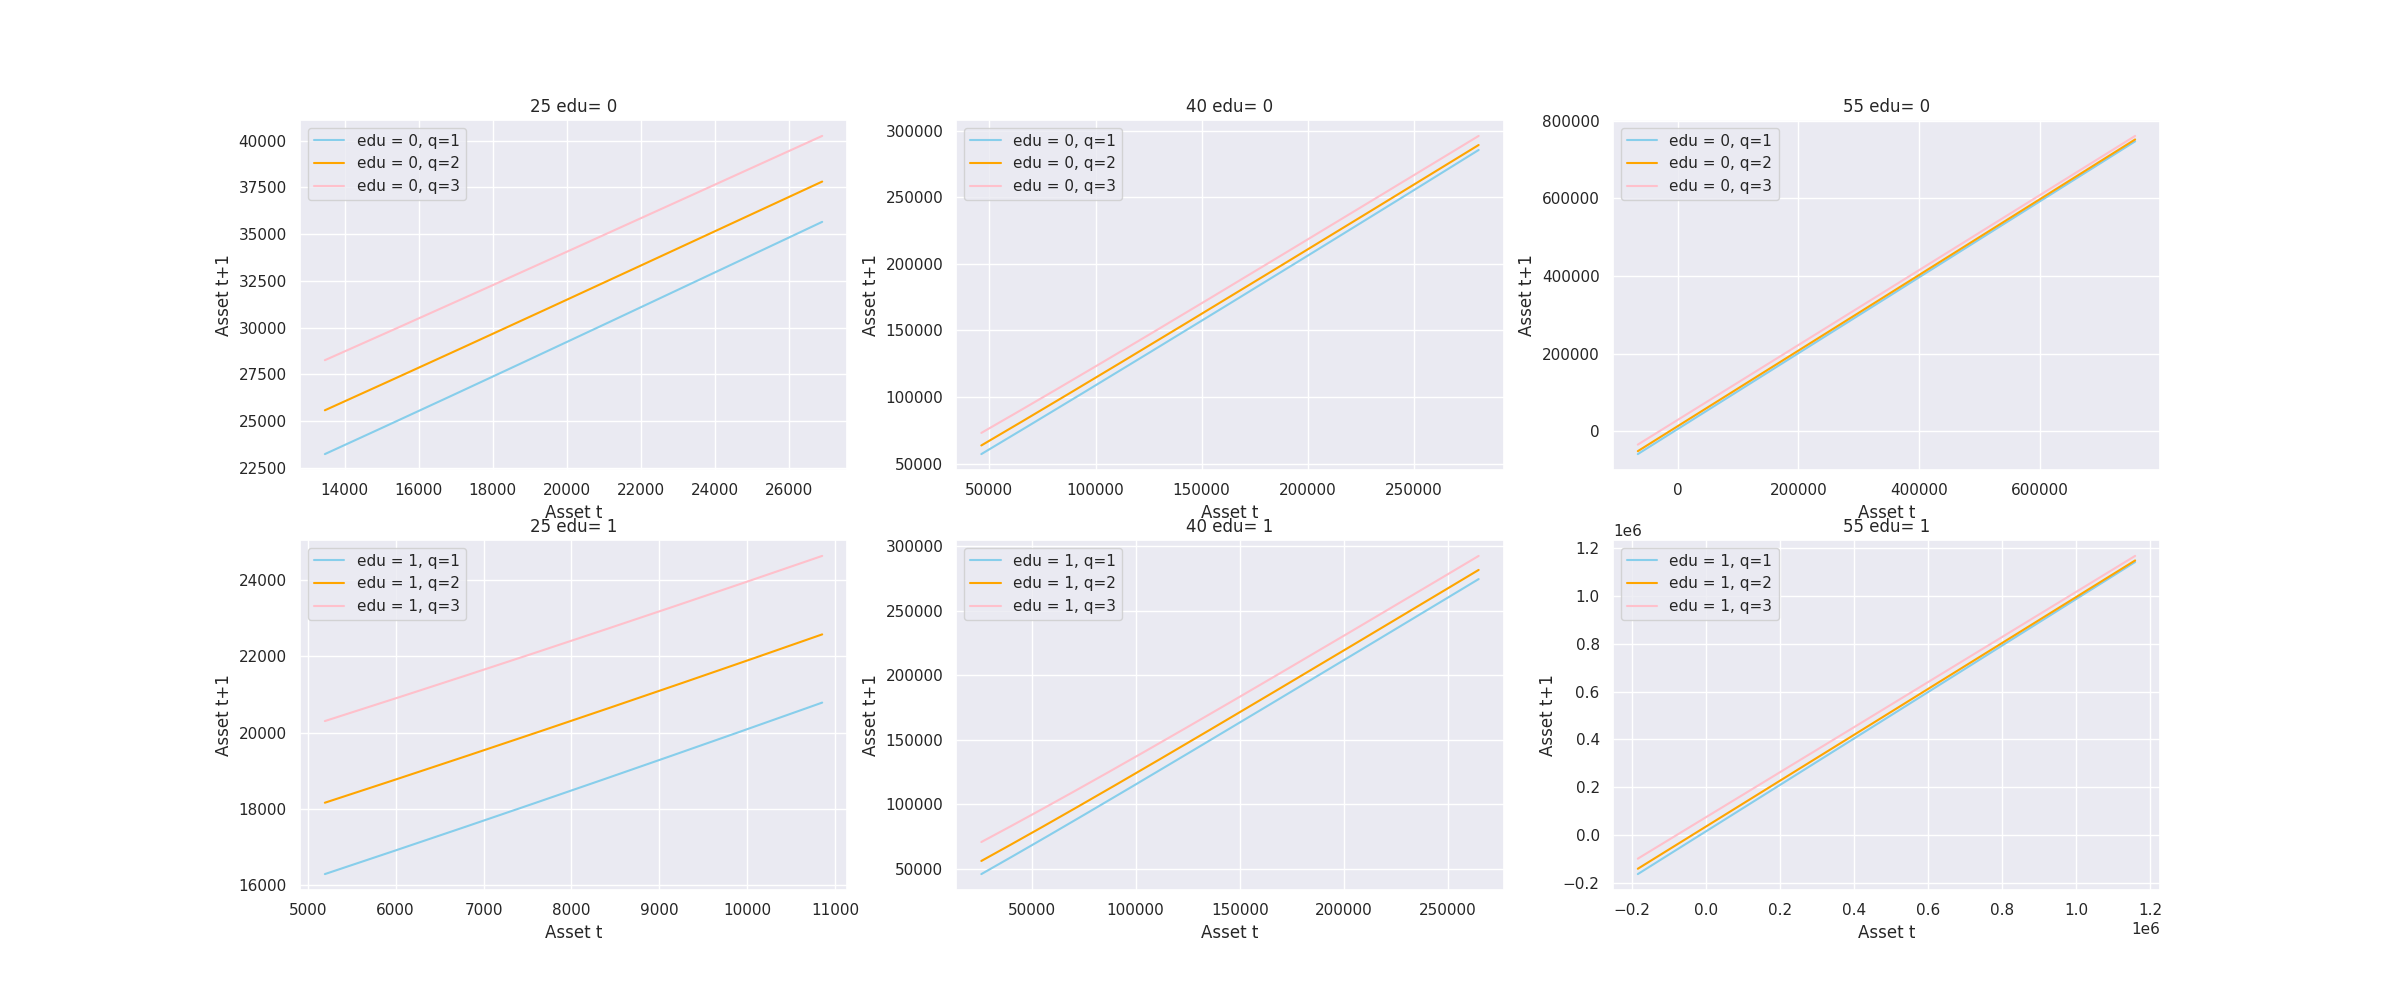 25 edu= 0
edu = 0, q=1
edu = 0, q=2
edu = 0, q=3
40000
37500
35000
32500
30000
27500
25000
22500
Asset t+1
14000 16000 18000 20000 22000 24000 26000
Asset t
40 edu= 0
edu = 0, q=1
edu = 0, q=2
edu = 0, q=3
300000
250000
200000
150000
100000
50000
Asset t+1
50000 100000 150000 200000 250000
Asset t
55 edu= 0
edu = 0, q=1
edu = 0, q=2
edu = 0, q=3
800000
600000
400000
200000
0
Asset t+1
0 200000 400000 600000
Asset t
25 edu= 1
edu = 1, q=1
edu = 1, q=2
edu = 1, q=3
24000
22000
20000
18000
16000
Asset t+1
5000 6000 7000 8000 9000 10000 11000
Asset t
40 edu= 1
edu = 1, q=1
edu = 1, q=2
edu = 1, q=3
300000
250000
200000
150000
100000
50000
Asset t+1
50000 100000 150000 200000 250000
Asset t
55 edu= 1
1e6
edu = 1, q=1
edu = 1, q=2
edu = 1, q=3
1.2
1.0
0.8
0.6
0.4
0.2
0.0
−0.2
Asset t+1
−0.2 0.0 0.2 0.4 0.6 0.8 1.0 1.2
1e6
Asset t